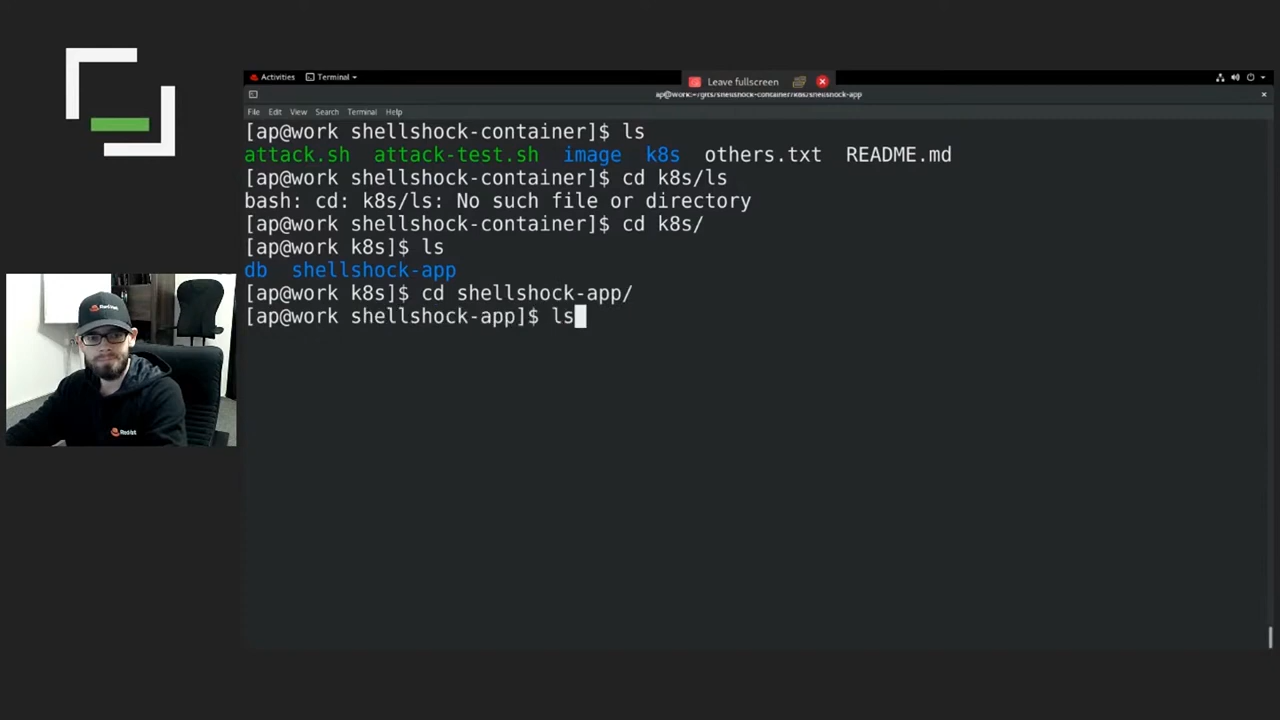 Activities Terminal
Leave fullscreen
ap@work:~/gits/shellshock-container/k8s/shellshock-app
File Edit View Search Terminal Help
[ap@work shellshock-container]$ ls
attack.sh attack-test.sh image k8s others.txt README.md
[ap@work shellshock-container]$ cd k8s/ls
bash: cd: k8s/ls: No such file or directory
[ap@work shellshock-container]$ cd k8s/
[ap@work k8s]$ ls
db shellshock-app
[ap@work k8s]$ cd shellshock-app/
[ap@work shellshock-app]$ ls
Red Hat